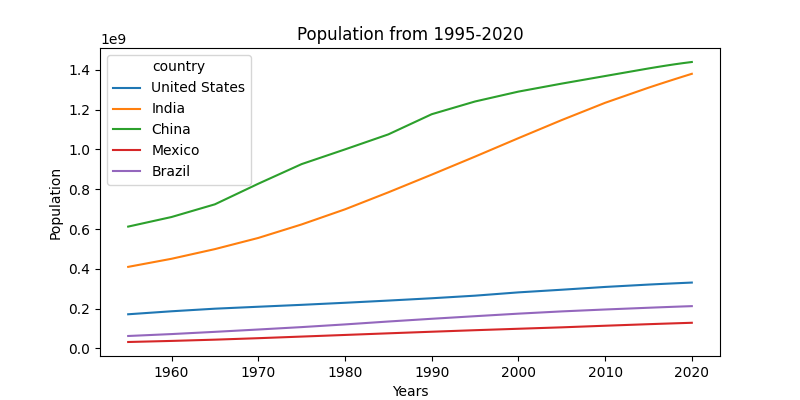 Population from 1995-2020
1e9
country
United States
India
China
Mexico
Brazil
1.4
1.2
1.0
0.8
0.6
0.4
0.2
0.0
Population
1960 1970 1980 1990 2000 2010 2020
Years